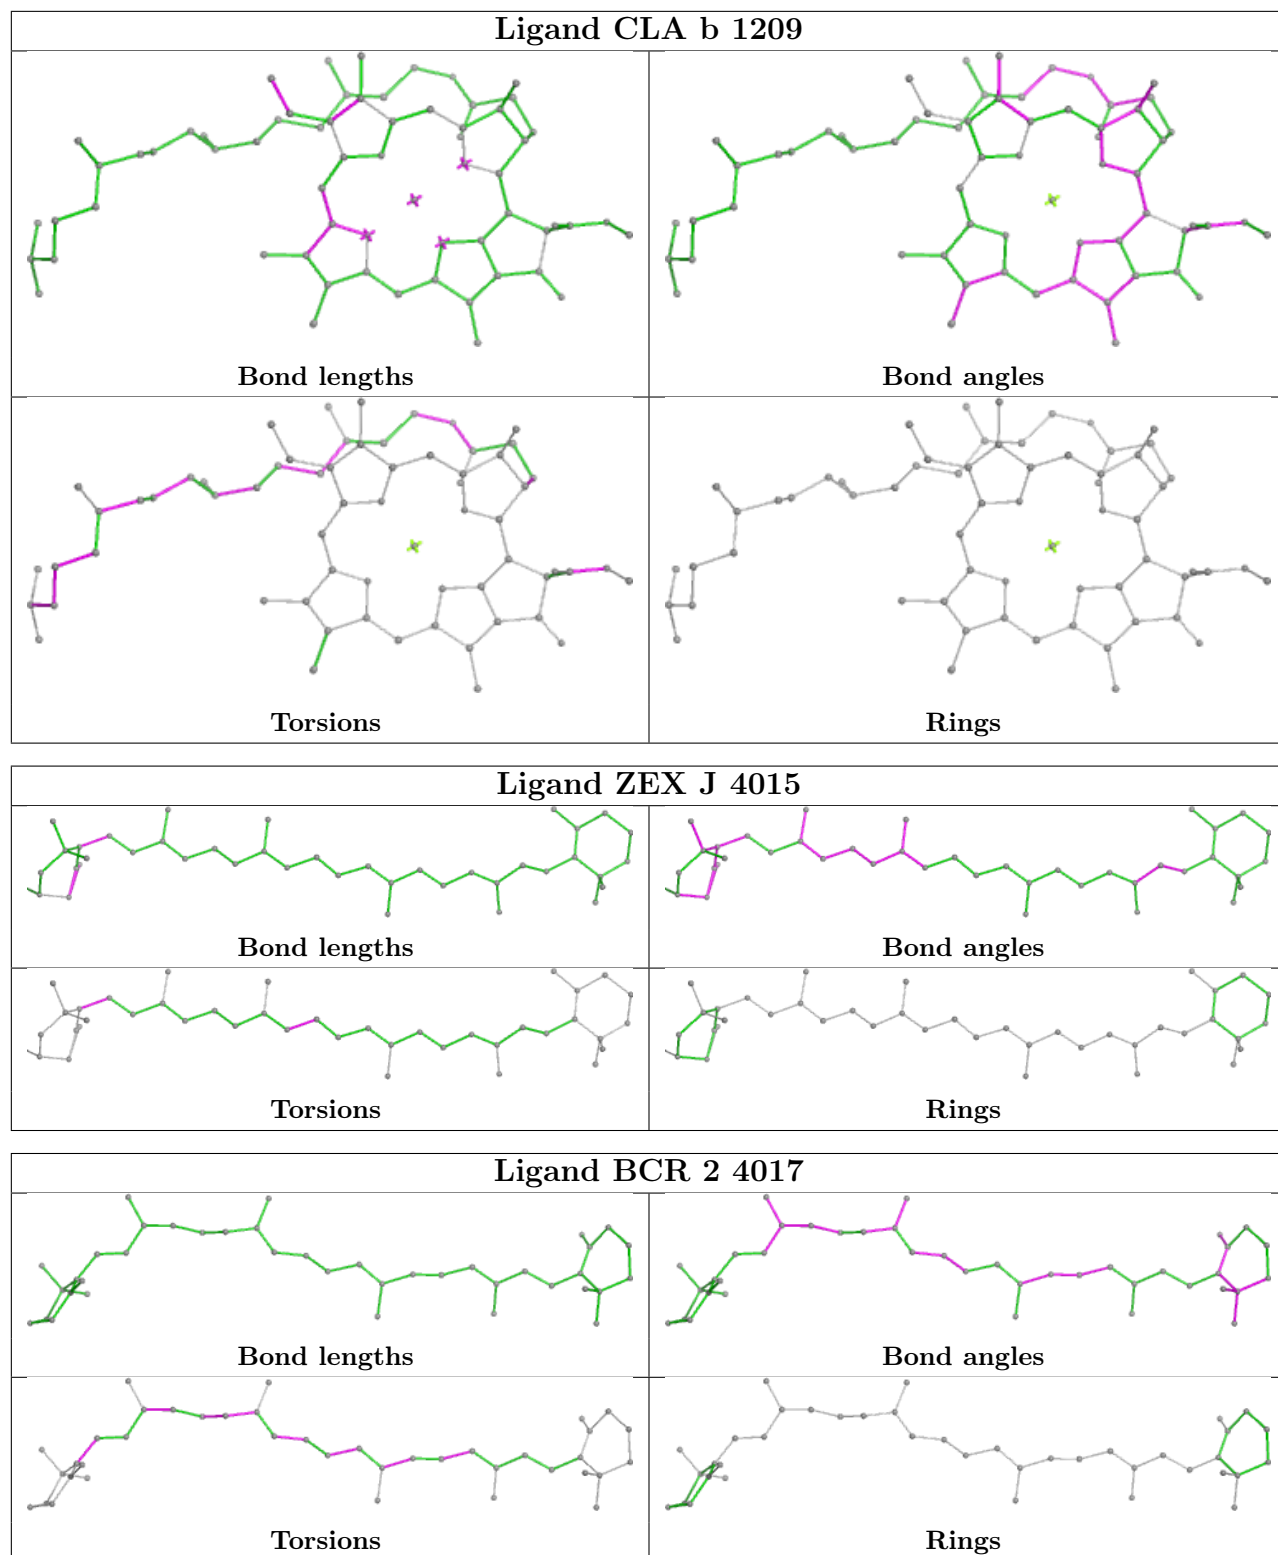 Ligand CLA b 1209
Bond lengths
Bond angles
Torsions
Rings
Ligand ZEX J 4015
Bond lengths
Bond angles
Torsions
Rings
Ligand BCR 2 4017
Bond lengths
Bond angles
Torsions
Rings